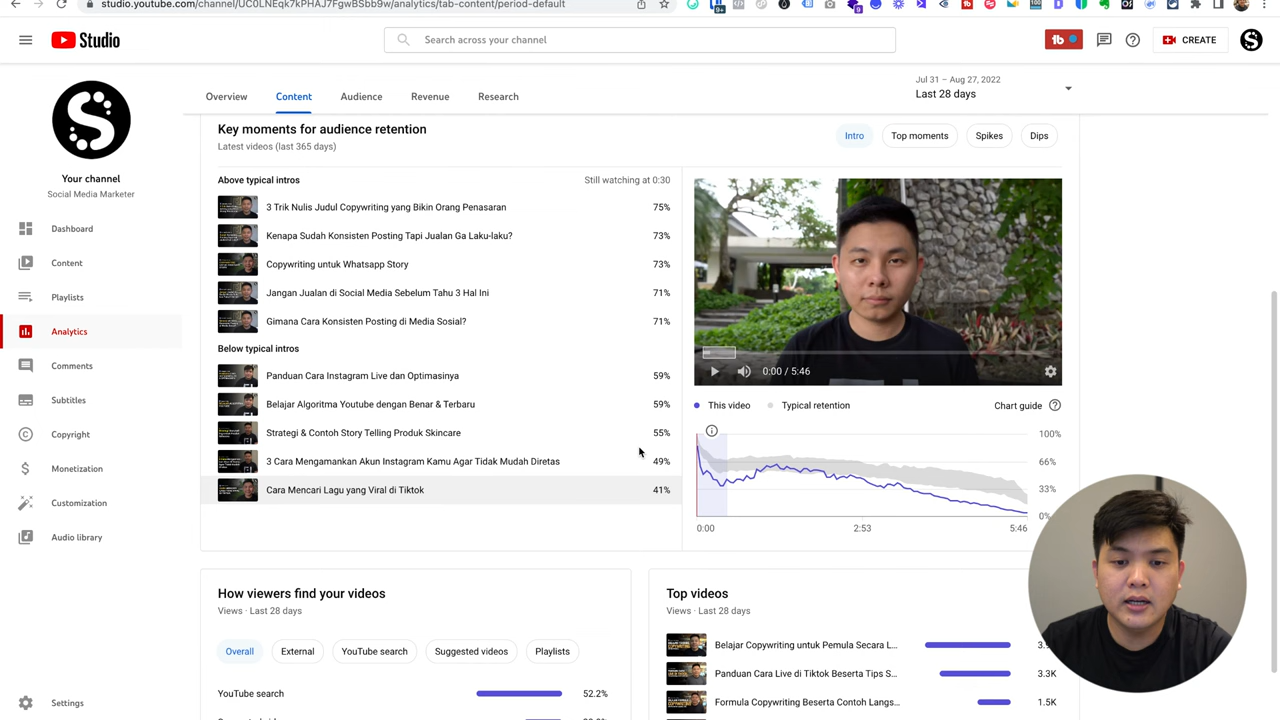 studio.youtube.com/channel/UC0LNEqk7kPHAJ7FgwBSbb9w/analytics/tab-content/period-default
Studio
Search across your channel
CREATE
Your channel
Social Media Marketer
Dashboard
Content
Playlists
Analytics
Comments
Subtitles
Copyright
Monetization
Customization
Audio library
Settings
Overview
Content
Audience
Revenue
Research
Jul 31 – Aug 27, 2022
Last 28 days
Key moments for audience retention
Latest videos (last 365 days)
Intro
Top moments
Spikes
Dips
Above typical intros Still watching at 0:30
3 Trik Nulis Judul Copywriting yang Bikin Orang Penasaran 75%
Kenapa Sudah Konsisten Posting Tapi Jualan Ga Laku-laku? 73%
Copywriting untuk Whatsapp Story 73%
Jangan Jualan di Social Media Sebelum Tahu 3 Hal Ini 71%
Gimana Cara Konsisten Posting di Media Sosial? 71%
Below typical intros
Panduan Cara Instagram Live dan Optimasinya 59%
Belajar Algoritma Youtube dengan Benar & Terbaru 59%
Strategi & Contoh Story Telling Produk Skincare 55%
3 Cara Mengamankan Akun Instagram Kamu Agar Tidak Mudah Diretas 49%
Cara Mencari Lagu yang Viral di Tiktok 41%
0:00 / 5:46
This video
Typical retention
Chart guide
100%
66%
33%
0%
0:00
2:53
5:46
How viewers find your videos
Views · Last 28 days
Overall
External
YouTube search
Suggested videos
Playlists
YouTube search 52.2%
Top videos
Views · Last 28 days
Belajar Copywriting untuk Pemula Secara L...
Panduan Cara Live di Tiktok Beserta Tips S... 3.3K
Formula Copywriting Beserta Contoh Langs... 1.5K